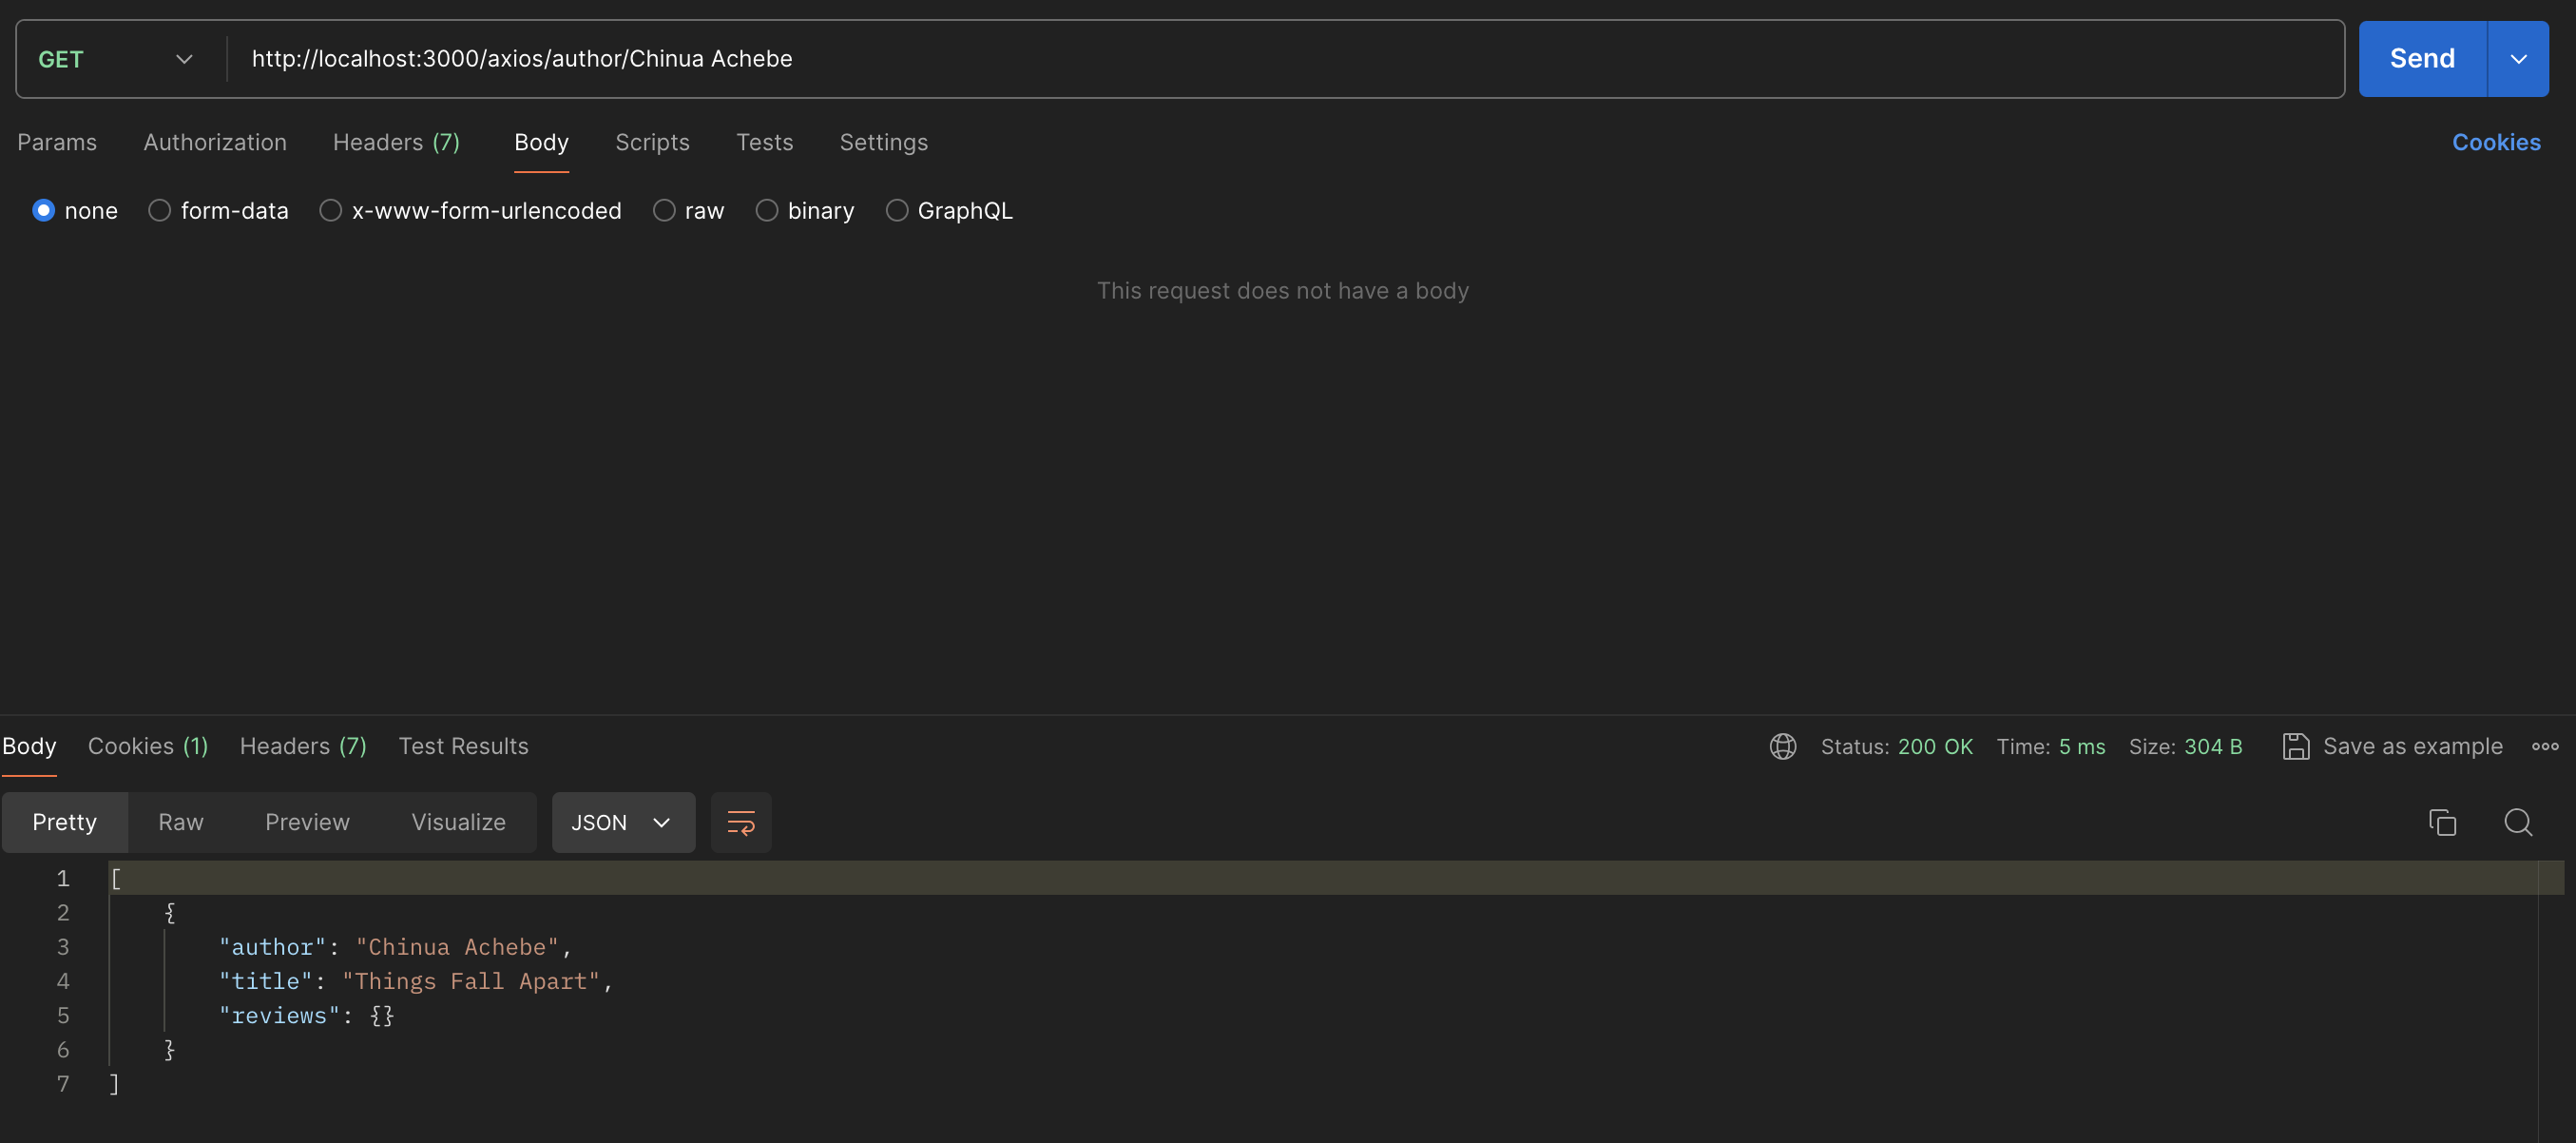 GET http://localhost:3000/axios/author/Chinua Achebe Send
Params Authorization Headers (7) Body Scripts Tests Settings Cookies
none form-data x-www-form-urlencoded raw binary GraphQL
This request does not have a body
Body Cookies (1) Headers (7) Test Results Status: 200 OK Time: 5 ms Size: 304 B Save as example
Pretty Raw Preview Visualize JSON
1 [
2 {
3 "author": "Chinua Achebe",
4 "title": "Things Fall Apart",
5 "reviews": {}
6 }
7 ]